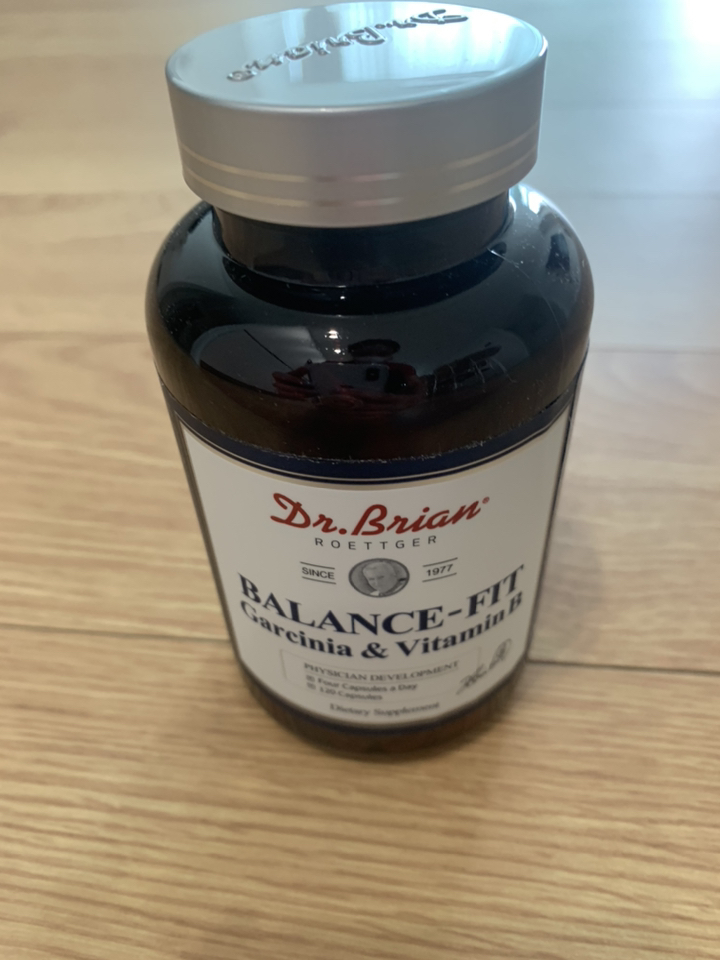 Dr.Brian
Dr.Brian®
ROETTGER
SINCE 1977
BALANCE-FIT
Garcinia & Vitamin B
PHYSICIAN DEVELOPMENT
Four Capsules a Day
120 Capsules
Dietary Supplement